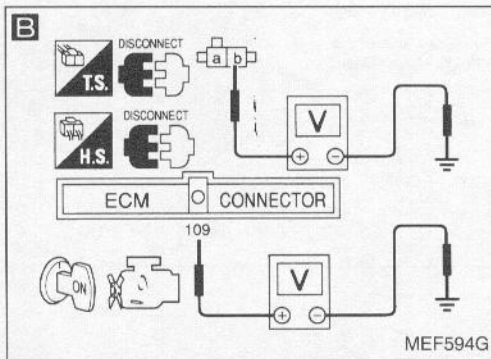 B
DISCONNECT
T.S.
a b
V
+ -
DISCONNECT
H.S.
ECM CONNECTOR
109
ON
V
+ -
MEF594G